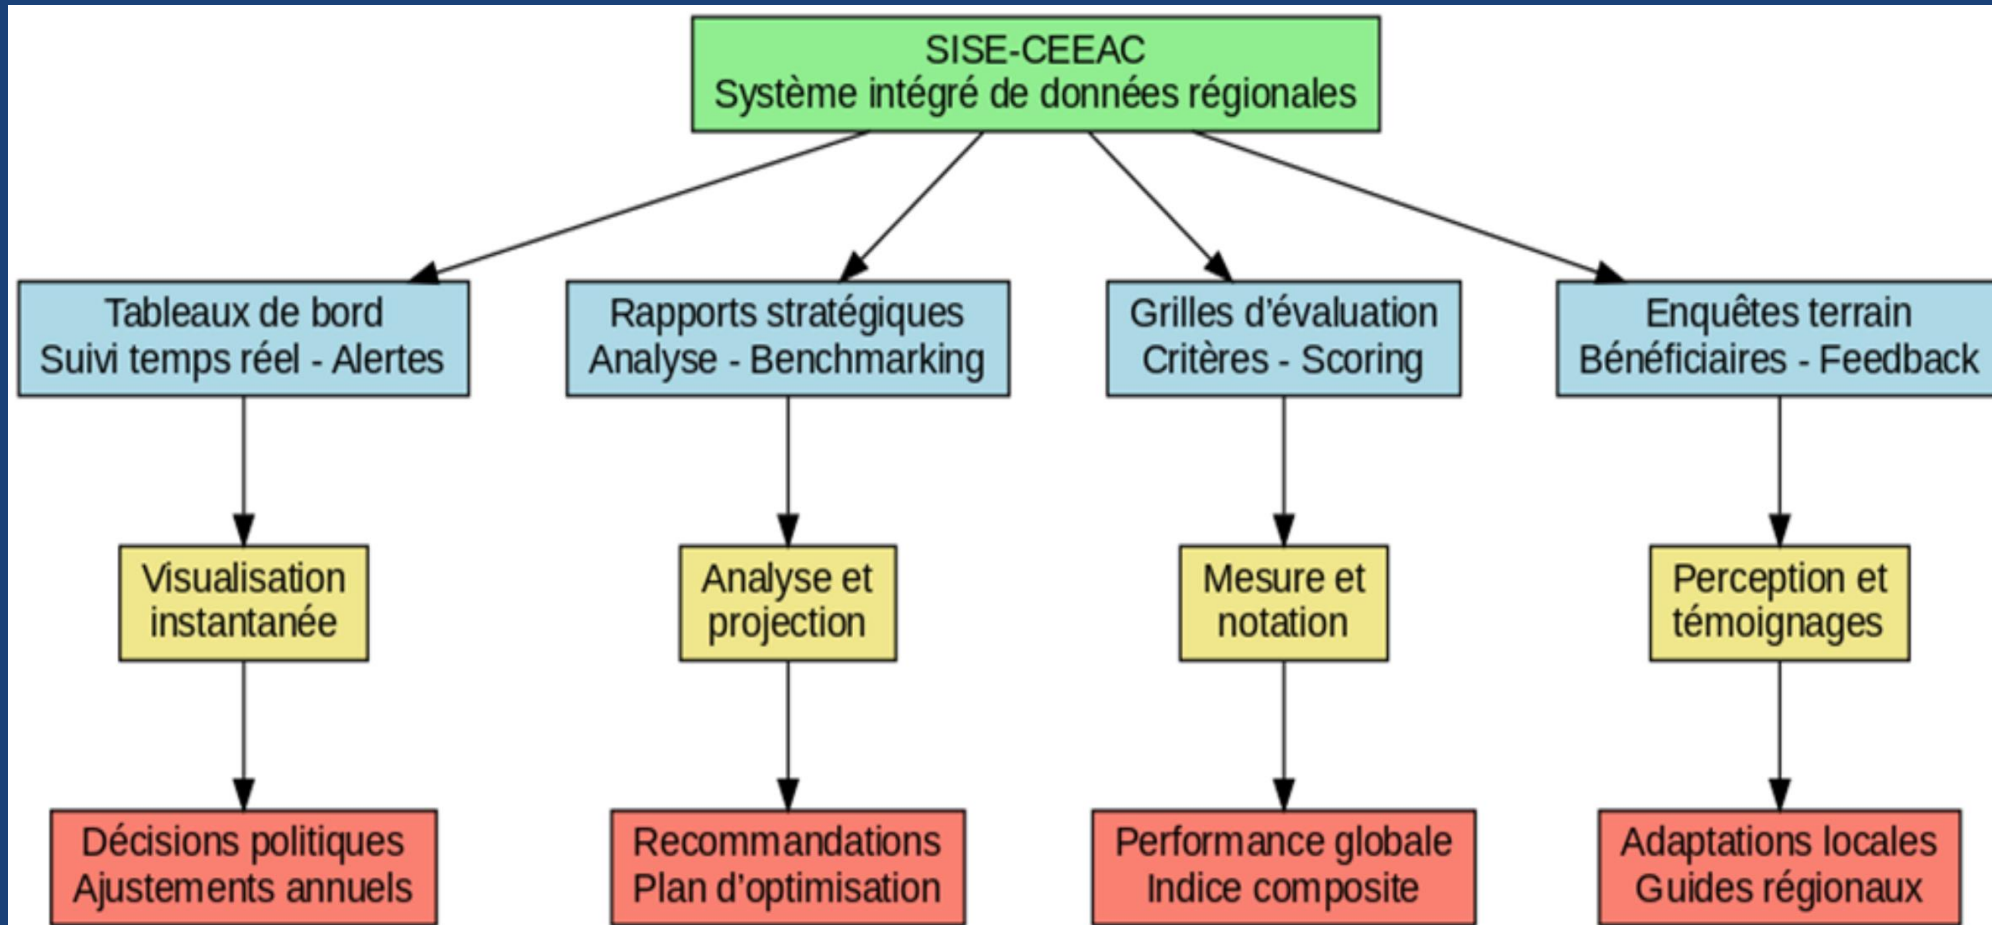 SISE-CEEAC
Système intégré de données régionales
Tableaux de bord
Suivi temps réel - Alertes
Rapports stratégiques
Analyse - Benchmarking
Grilles d’évaluation
Critères - Scoring
Enquêtes terrain
Bénéficiaires - Feedback
Visualisation
instantanée
Analyse et
projection
Mesure et
notation
Perception et
témoignages
Décisions politiques
Ajustements annuels
Recommandations
Plan d’optimisation
Performance globale
Indice composite
Adaptations locales
Guides régionaux